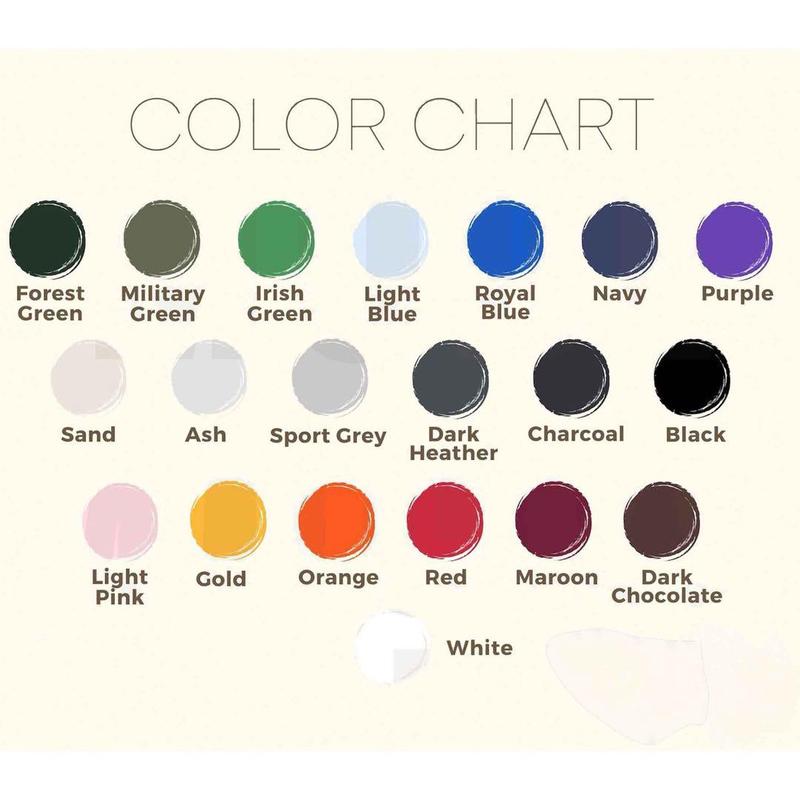 COLOR CHART
Forest Green
Military Green
Irish Green
Light Blue
Royal Blue
Navy
Purple
Sand
Ash
Sport Grey
Dark Heather
Charcoal
Black
Light Pink
Gold
Orange
Red
Maroon
Dark Chocolate
White